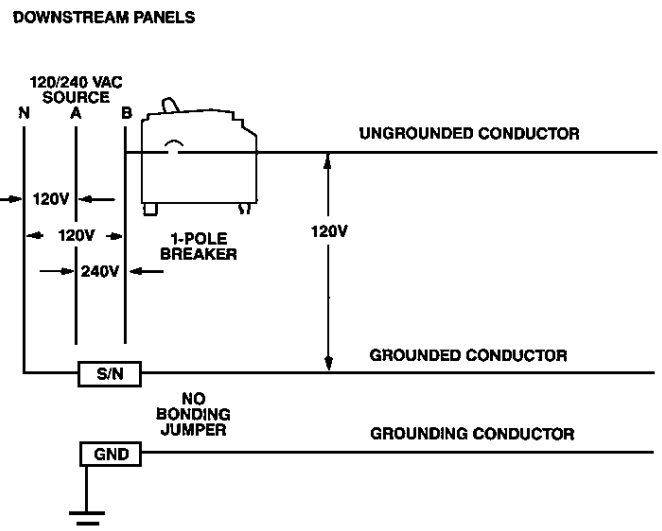 DOWNSTREAM PANELS
120/240 VAC
SOURCE
N A B
UNGROUNDED CONDUCTOR
120V
120V
240V
1-POLE
BREAKER
120V
GROUNDED CONDUCTOR
S/N
NO
BONDING
JUMPER
GROUNDING CONDUCTOR
GND